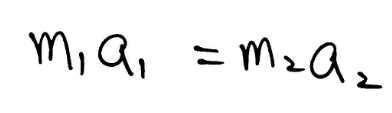 m₁a₁ = m₂a₂